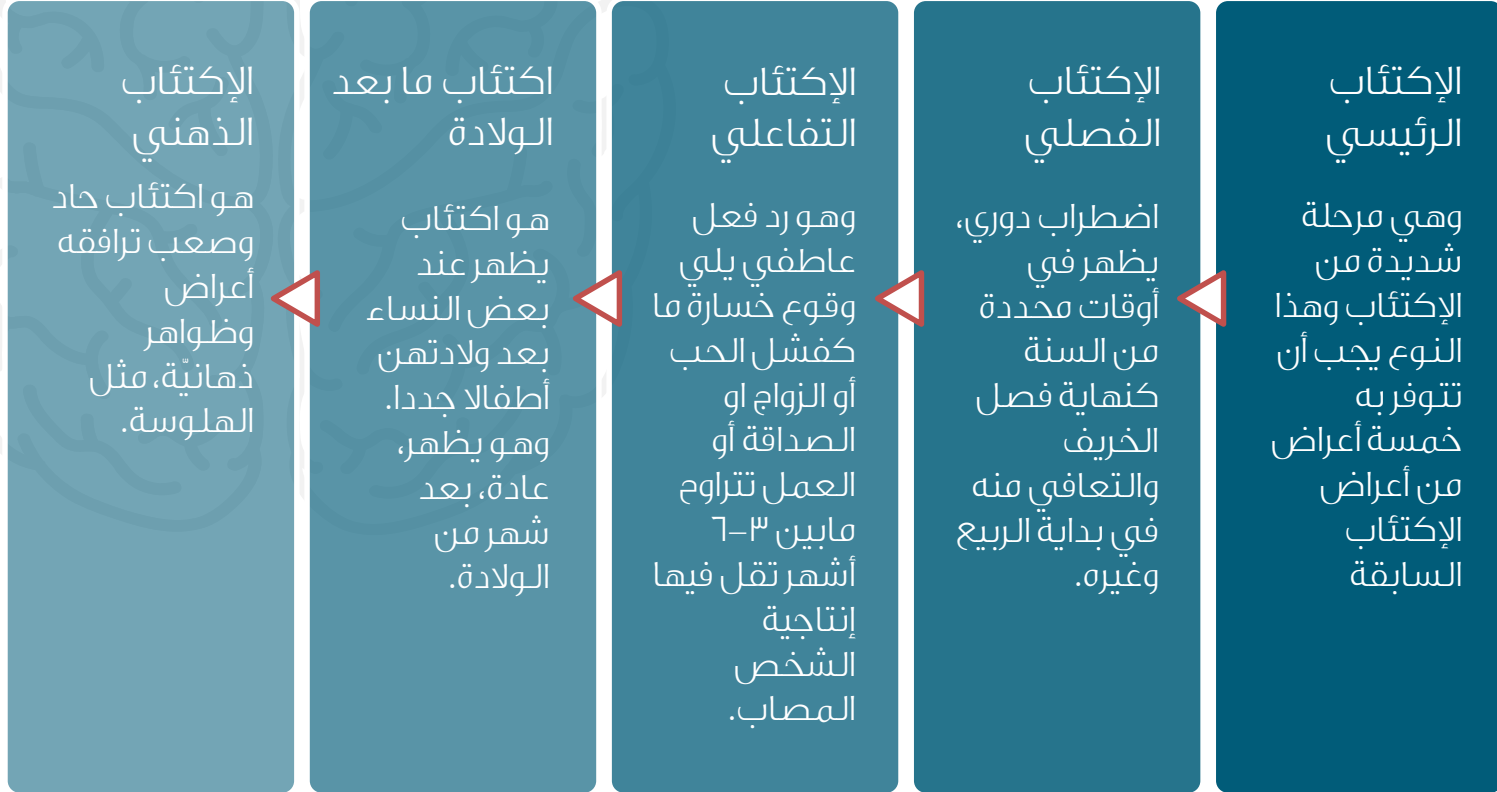 الإكتئاب
الرئيسي
وهي مرحلة
شديدة من
الإكتئاب وهذا
النوع يجب أن
تتوفر به
خمسة أعراض
من أعراض
الإكتئاب
السابقة
الإكتئاب
الفصلي
اضطراب دوري،
يظهر في
أوقات محددة
من السنة
كنهاية فصل
الخريف
والتعافي منه
في بداية الربيع
وغيره.
الإكتئاب
التفاعلي
وهو رد فعل
عاطفي يلي
وقوع خسارة ما
كفشل الحب
أو الزواج او
الصداقة أو
العمل تتراوح
مابين ٣–٦
أشهر تقل فيها
إنتاجية
الشخص
المصاب.
اكتئاب ما بعد
الولادة
هو اكتئاب
يظهر عند
بعض النساء
بعد ولادتهن
أطفالا جددا.
وهو يظهر،
عادة، بعد
شهر من
الولادة.
الإكتئاب
الذهني
هو اكتئاب حاد
وصعب ترافقه
أعراض
وظواهر
ذهانيّة، مثل
الهلوسة.